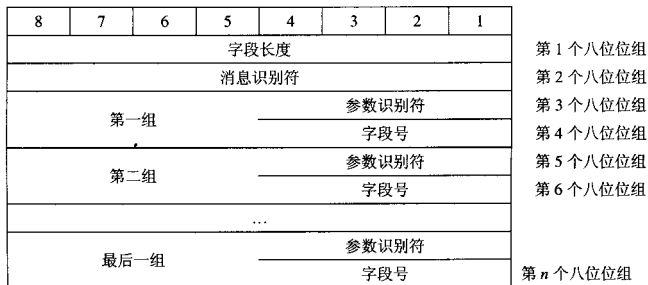 8 7 6 5 4 3 2 1
字段长度 第 1 个八位位组
消息识别符 第 2 个八位位组
第一组 参数识别符 第 3 个八位位组
字段号 第 4 个八位位组
第二组 参数识别符 第 5 个八位位组
字段号 第 6 个八位位组
…
最后一组 参数识别符
字段号 第 n 个八位位组